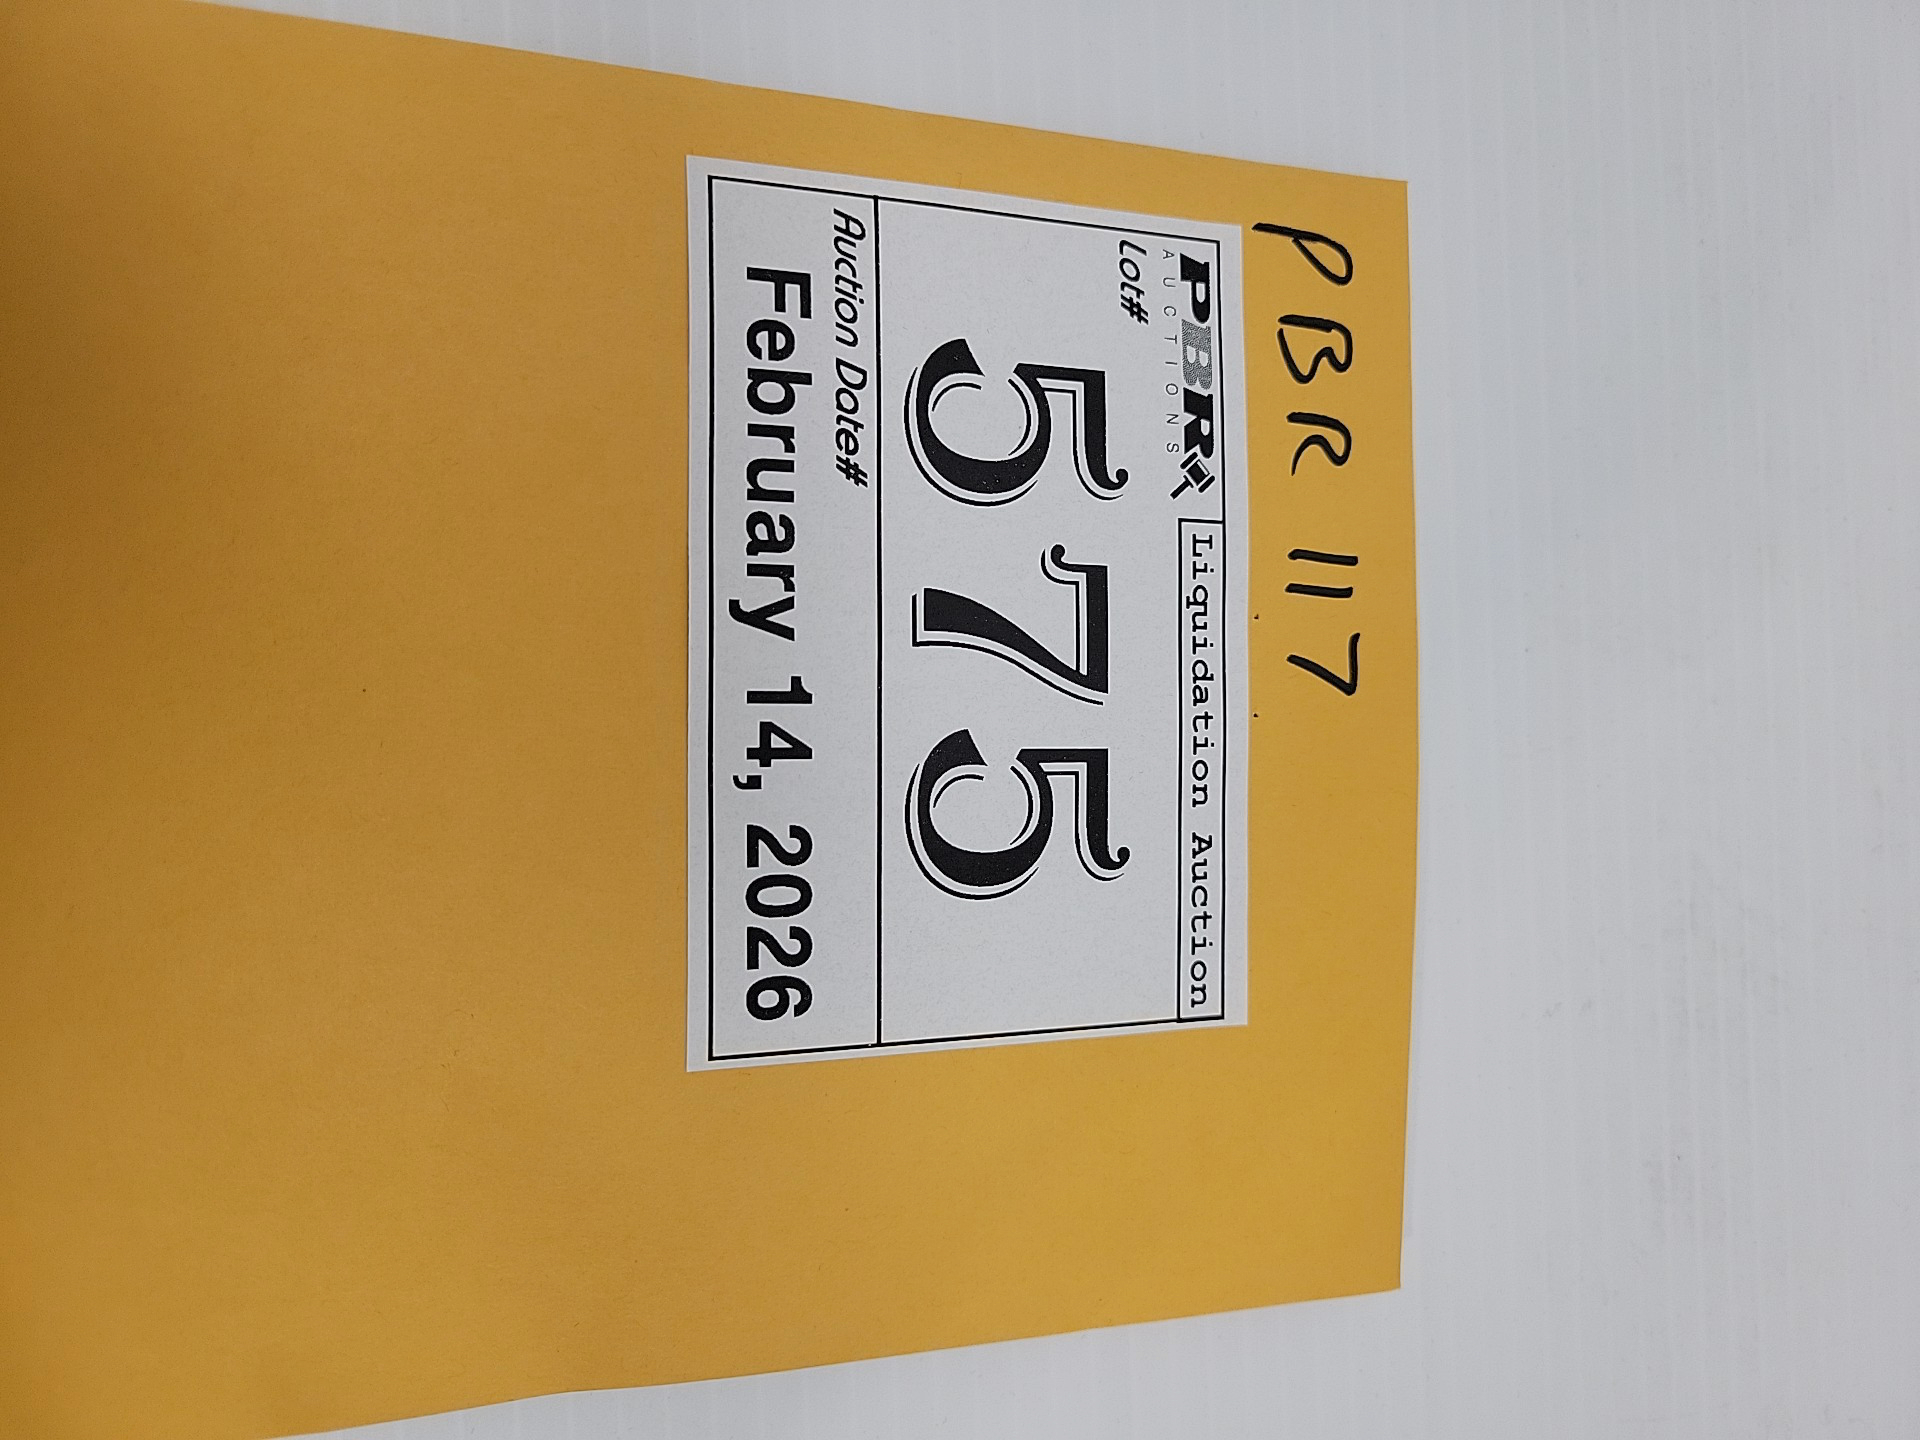 PBR 117
PBR Liquidation Auction
AUCTIONS
Lot#
575
Auction Date#
February 14, 2026